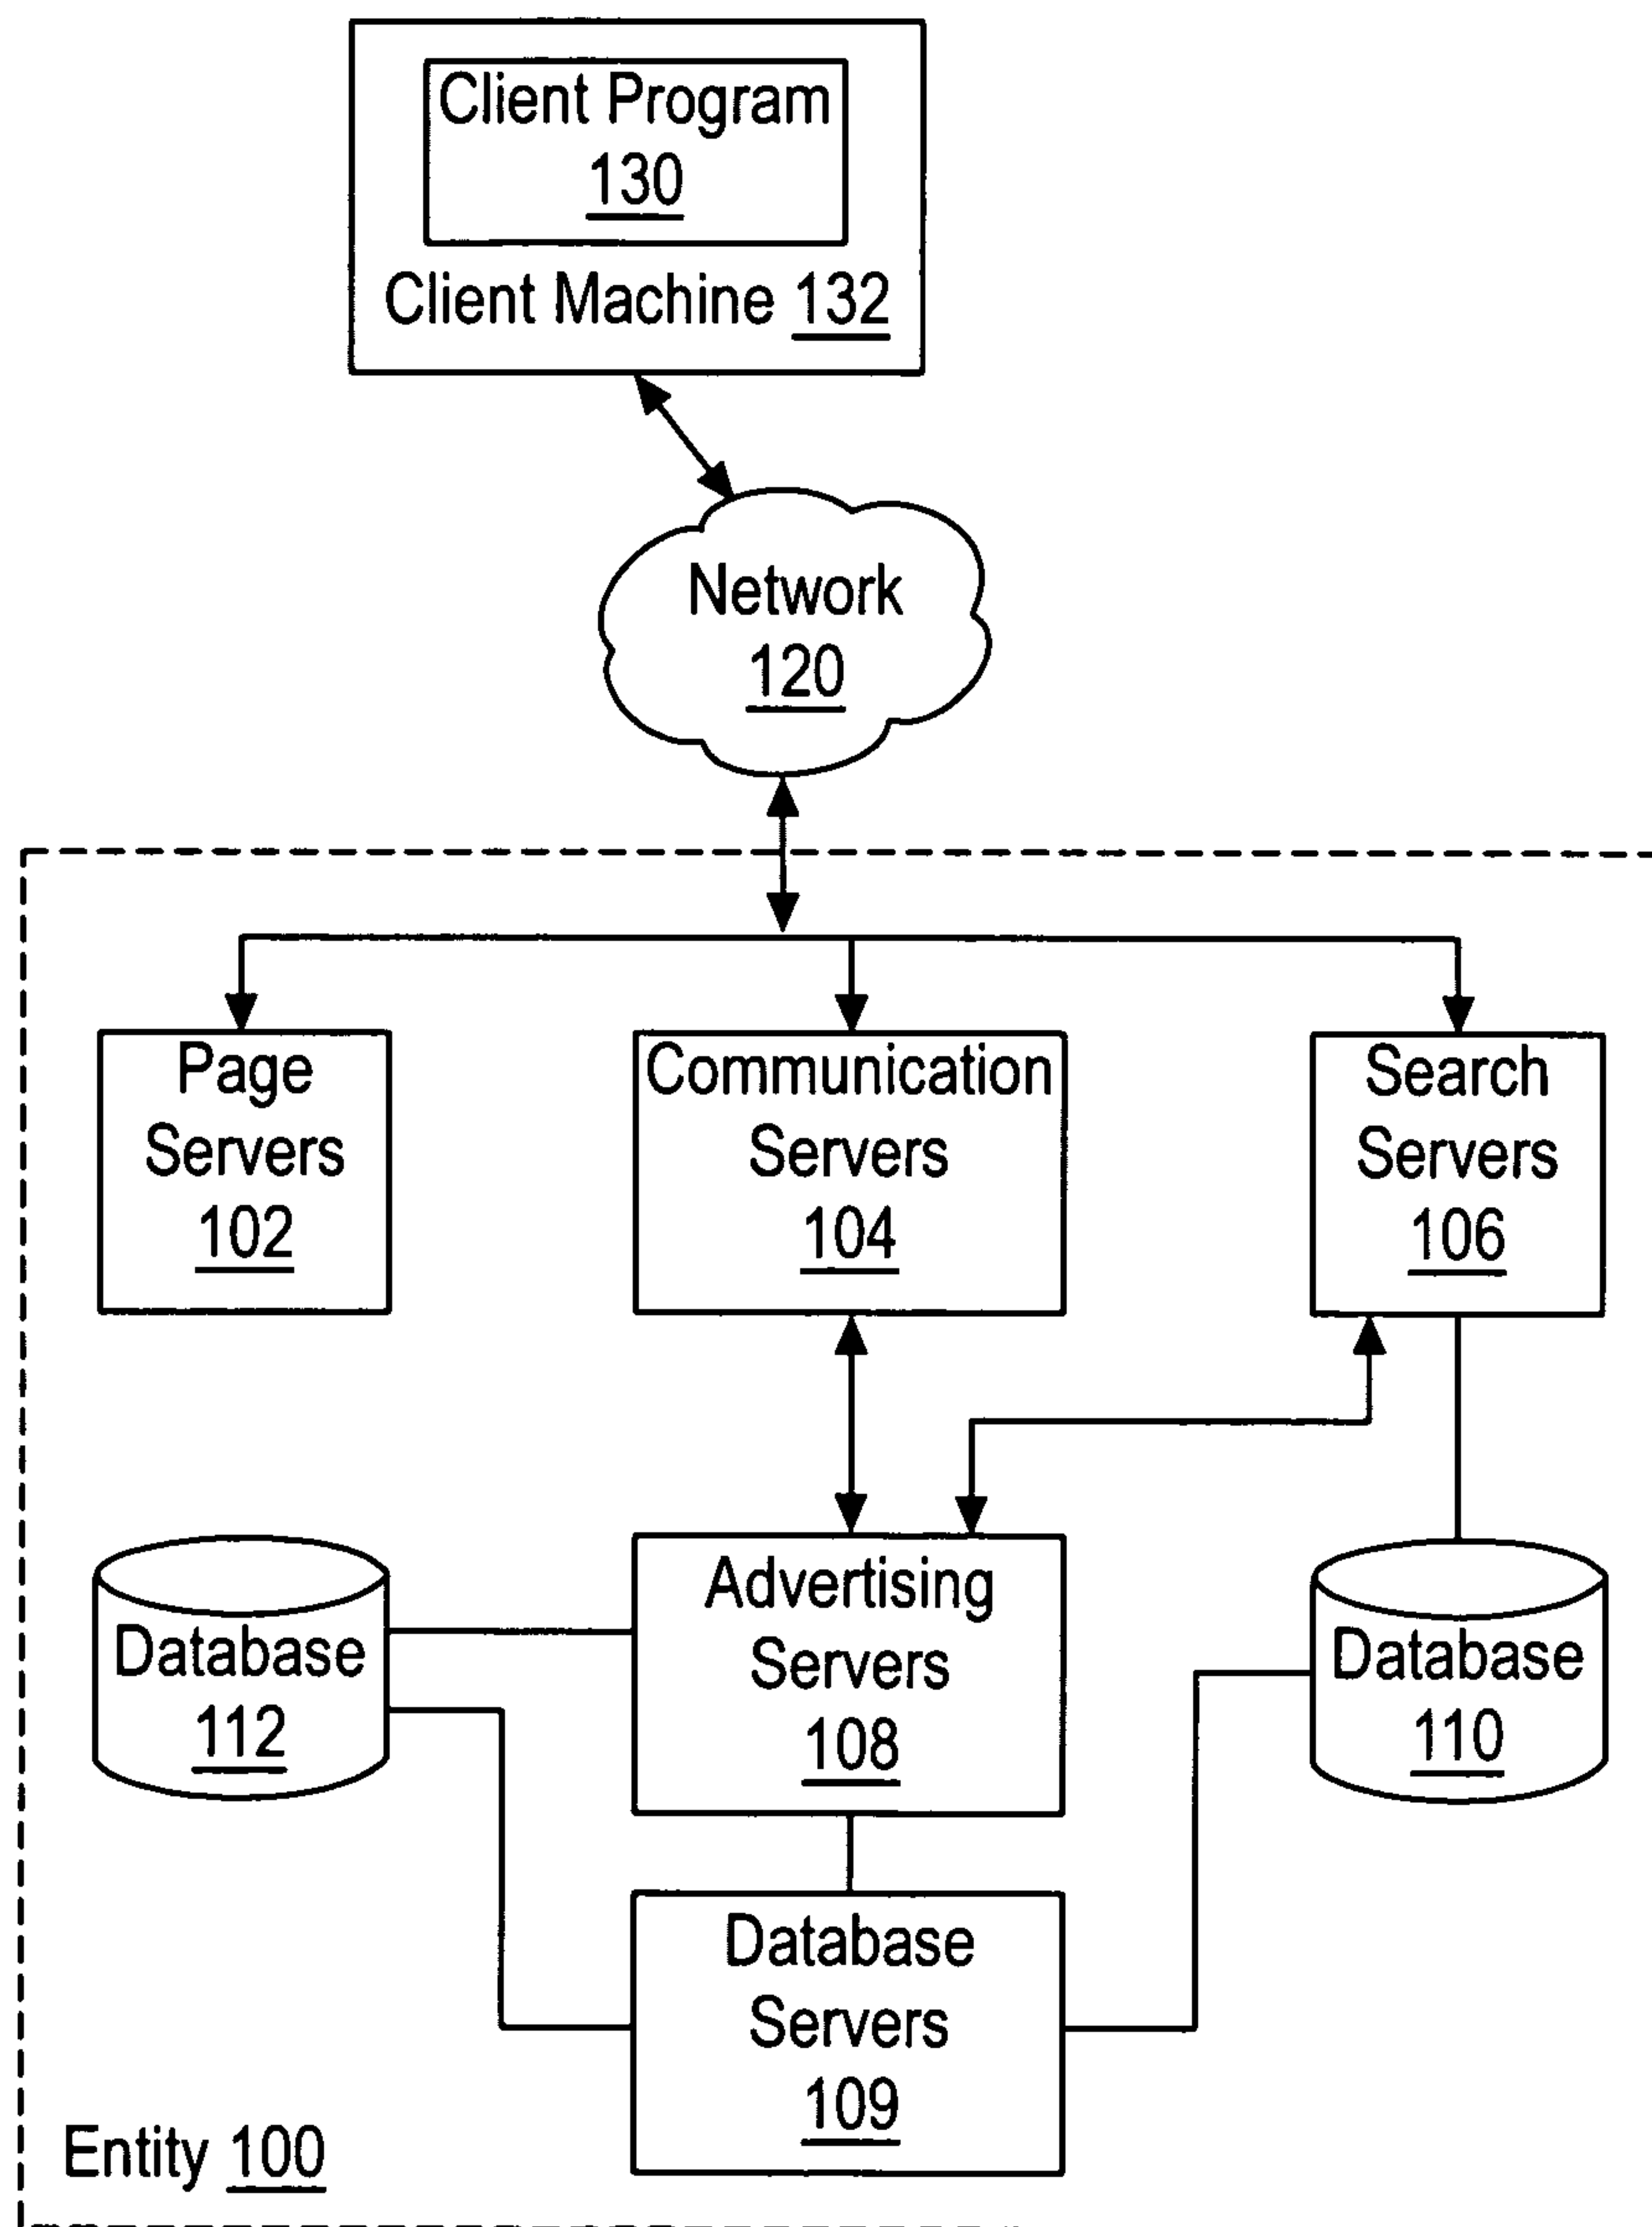 Client Program
130
Client Machine 132
Network
120
Page
Servers
102
Communication
Servers
104
Search
Servers
106
Database
112
Advertising
Servers
108
Database
110
Database
Servers
109
Entity 100